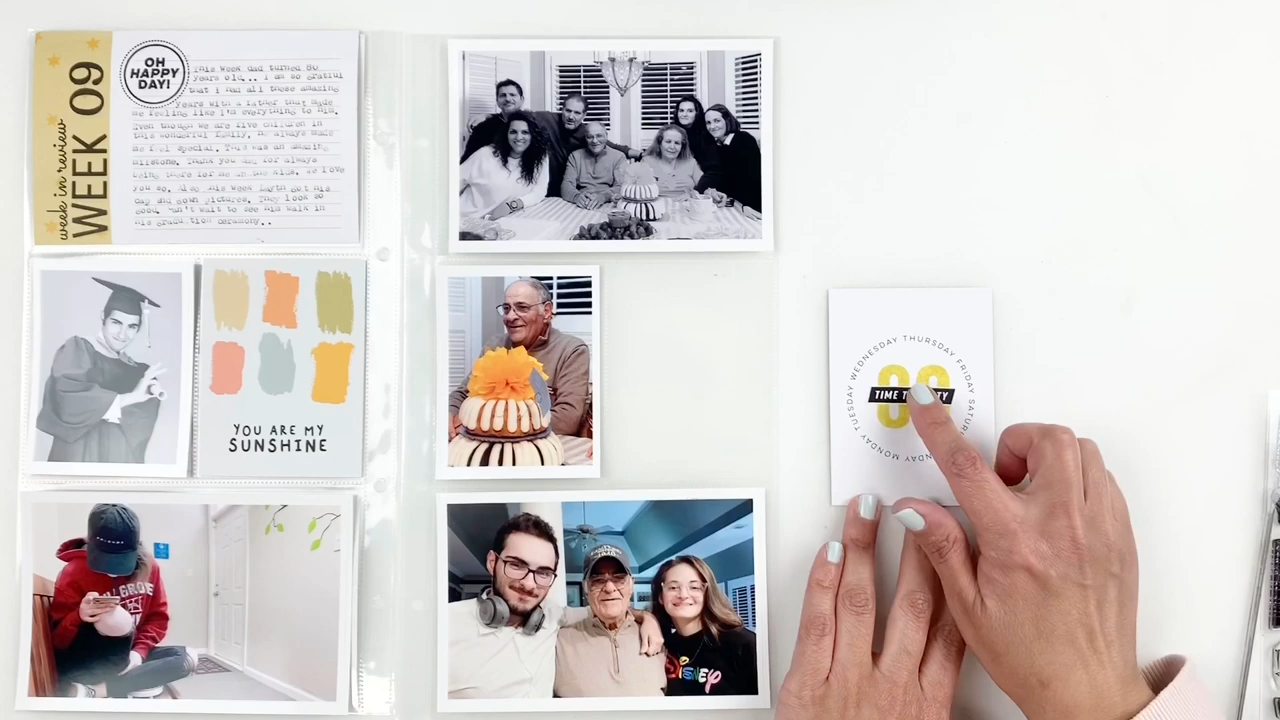 week in review
WEEK 09
OH
HAPPY
DAY!
This week dad turned 80
years old... I am so gratful
that I had all those amazing
years with a father that made
me feeling like I'm everything to him.
Even though we are five children in
this wonderful family, he always made
me feel special. This was an amazing
milstone. Thank you dad for always
being there for me and the kids. We love
you so. Also this week Layth got his
cap and gown pictures. They look so
good. Can't wait to see him walk in
his graduation ceremony..
YOU ARE MY
SUNSHINE
DISNEY
WEDNESDAY THURSDAY FRIDAY
MONDAY TUESDAY
TIME